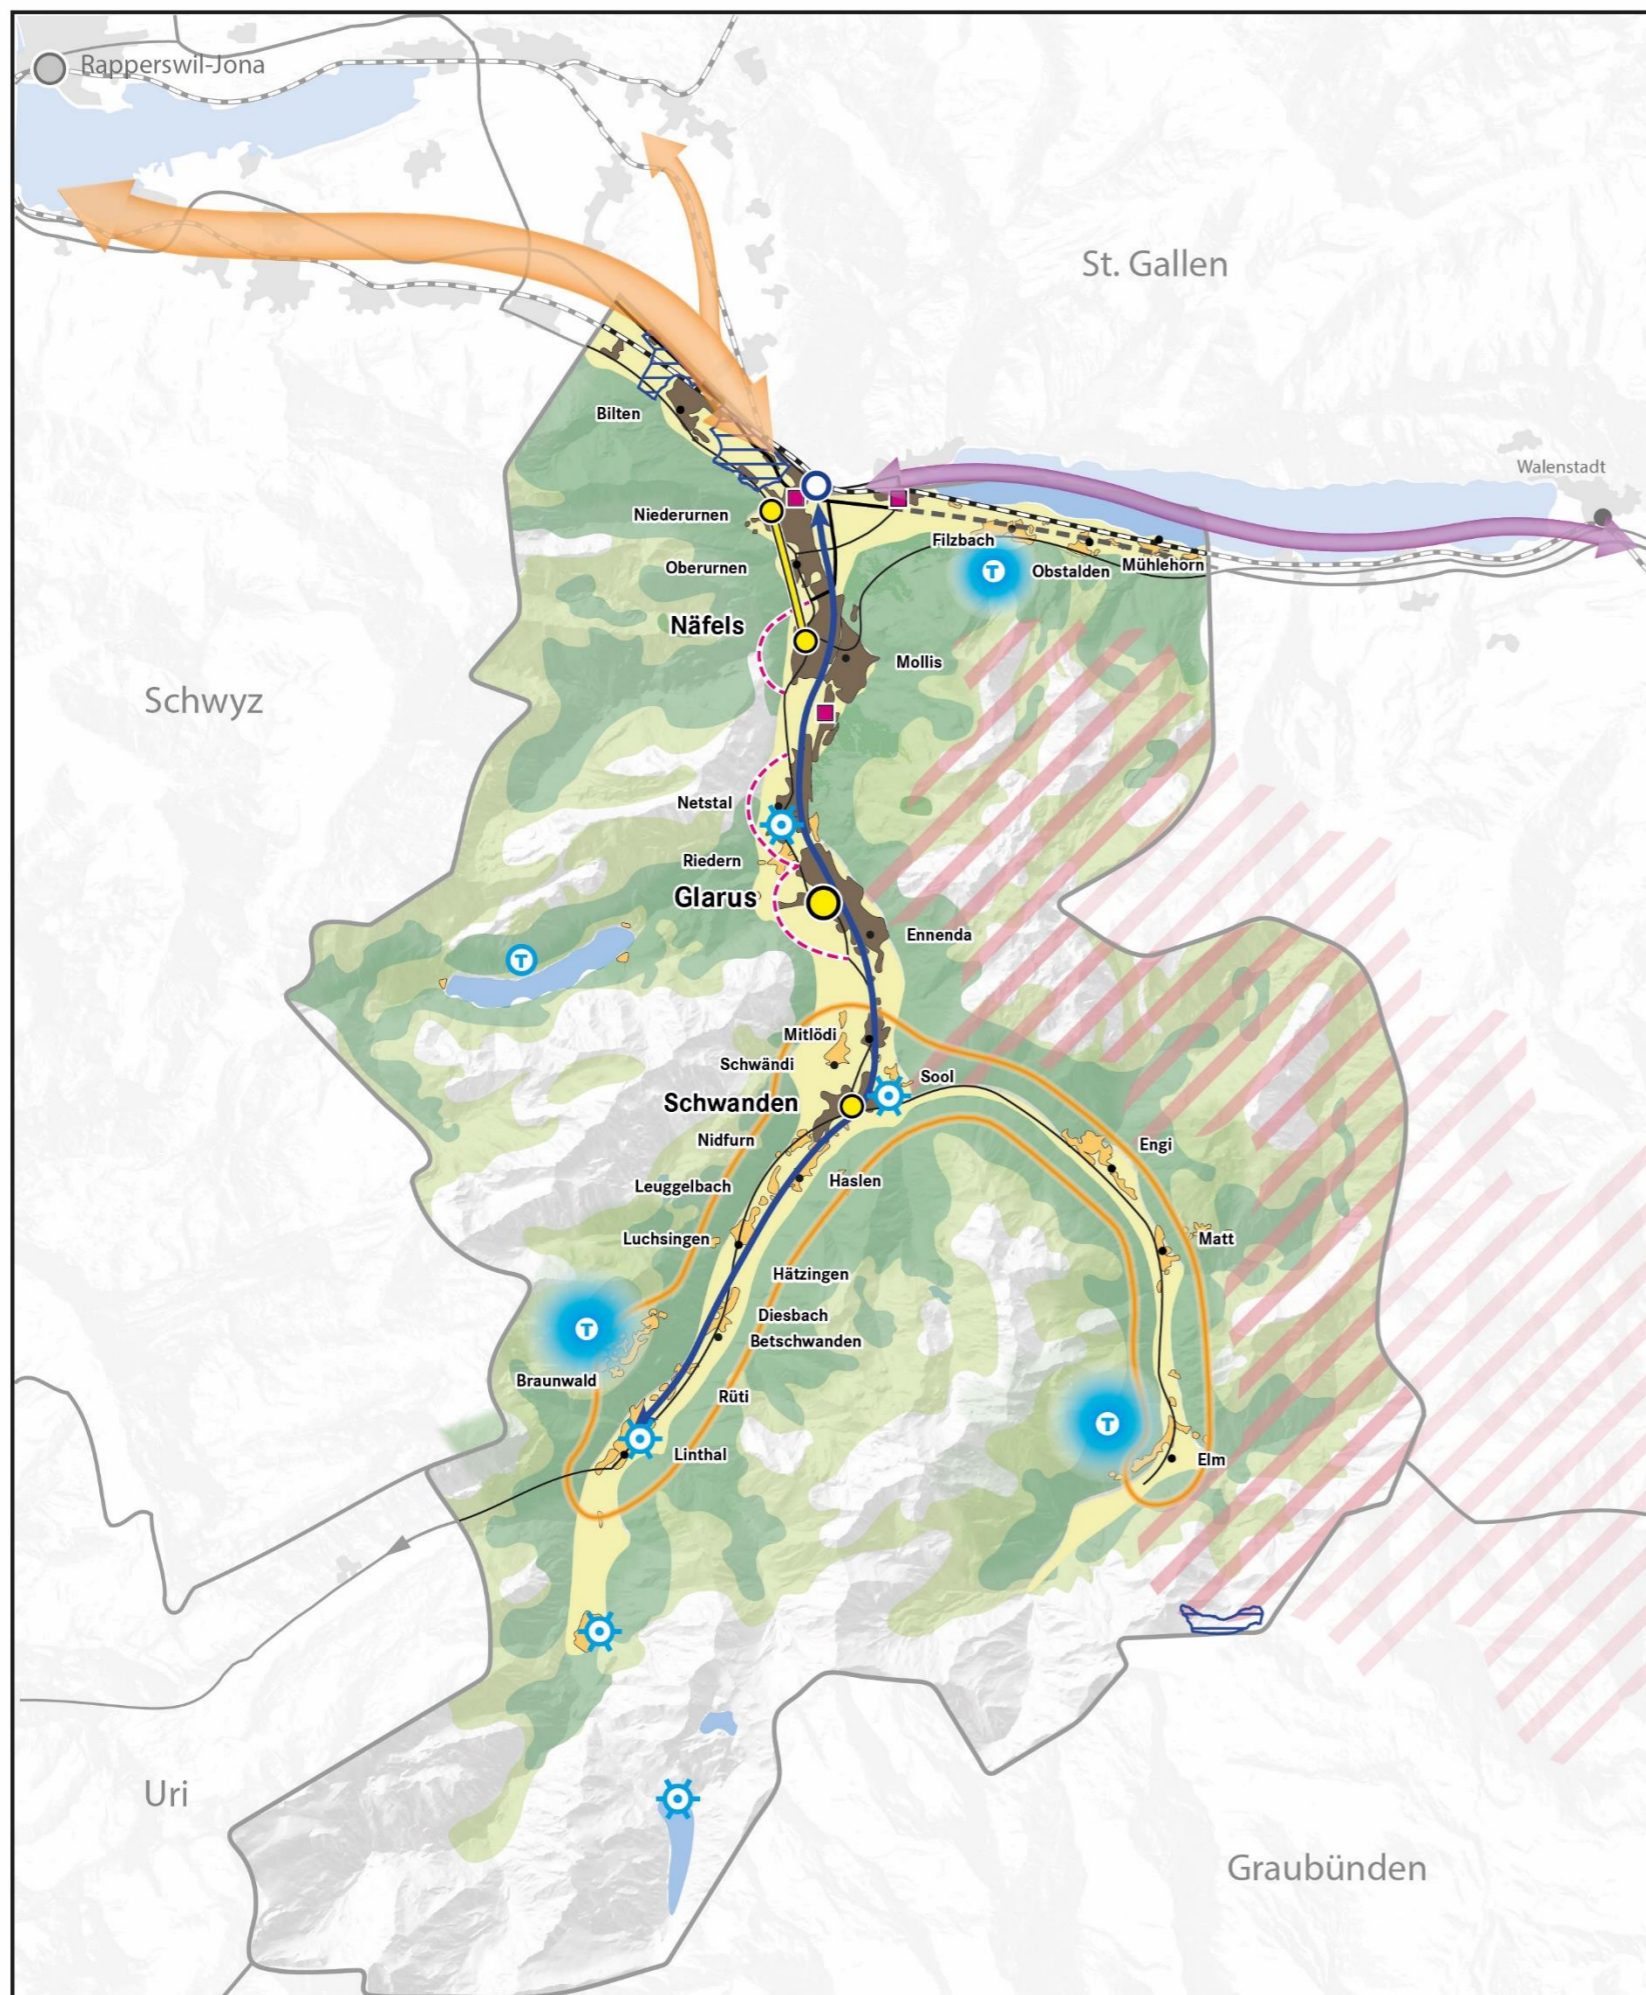 Rapperswil-Jona
St. Gallen
Bilten
Walenstadt
Niederurnen
Filzbach
Oberurnen
T
Obstalden
Mühlehorn
Näfels
Mollis
Schwyz
Netstal
Riedern
Glarus
Ennenda
T
Mitlödi
Schwändi
Sool
Schwanden
Nidfurn
Engi
Leuggelbach
Haslen
Luchsingen
Matt
Hätzingen
Diesbach
T
Betschwanden
Braunwald
Rüti
T
Linthal
Elm
Uri
Graubünden